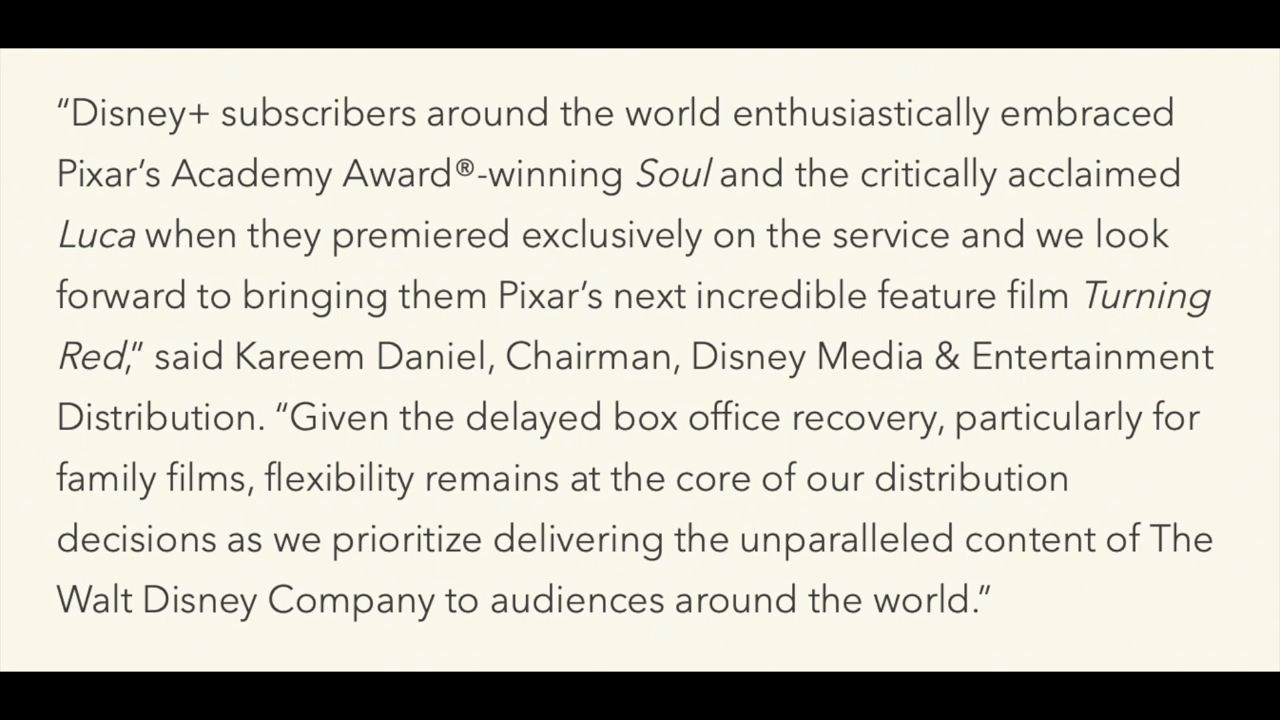 “Disney+ subscribers around the world enthusiastically embraced
Pixar’s Academy Award®-winning Soul and the critically acclaimed
Luca when they premiered exclusively on the service and we look
forward to bringing them Pixar’s next incredible feature film Turning
Red,” said Kareem Daniel, Chairman, Disney Media & Entertainment
Distribution. “Given the delayed box office recovery, particularly for
family films, flexibility remains at the core of our distribution
decisions as we prioritize delivering the unparalleled content of The
Walt Disney Company to audiences around the world.”